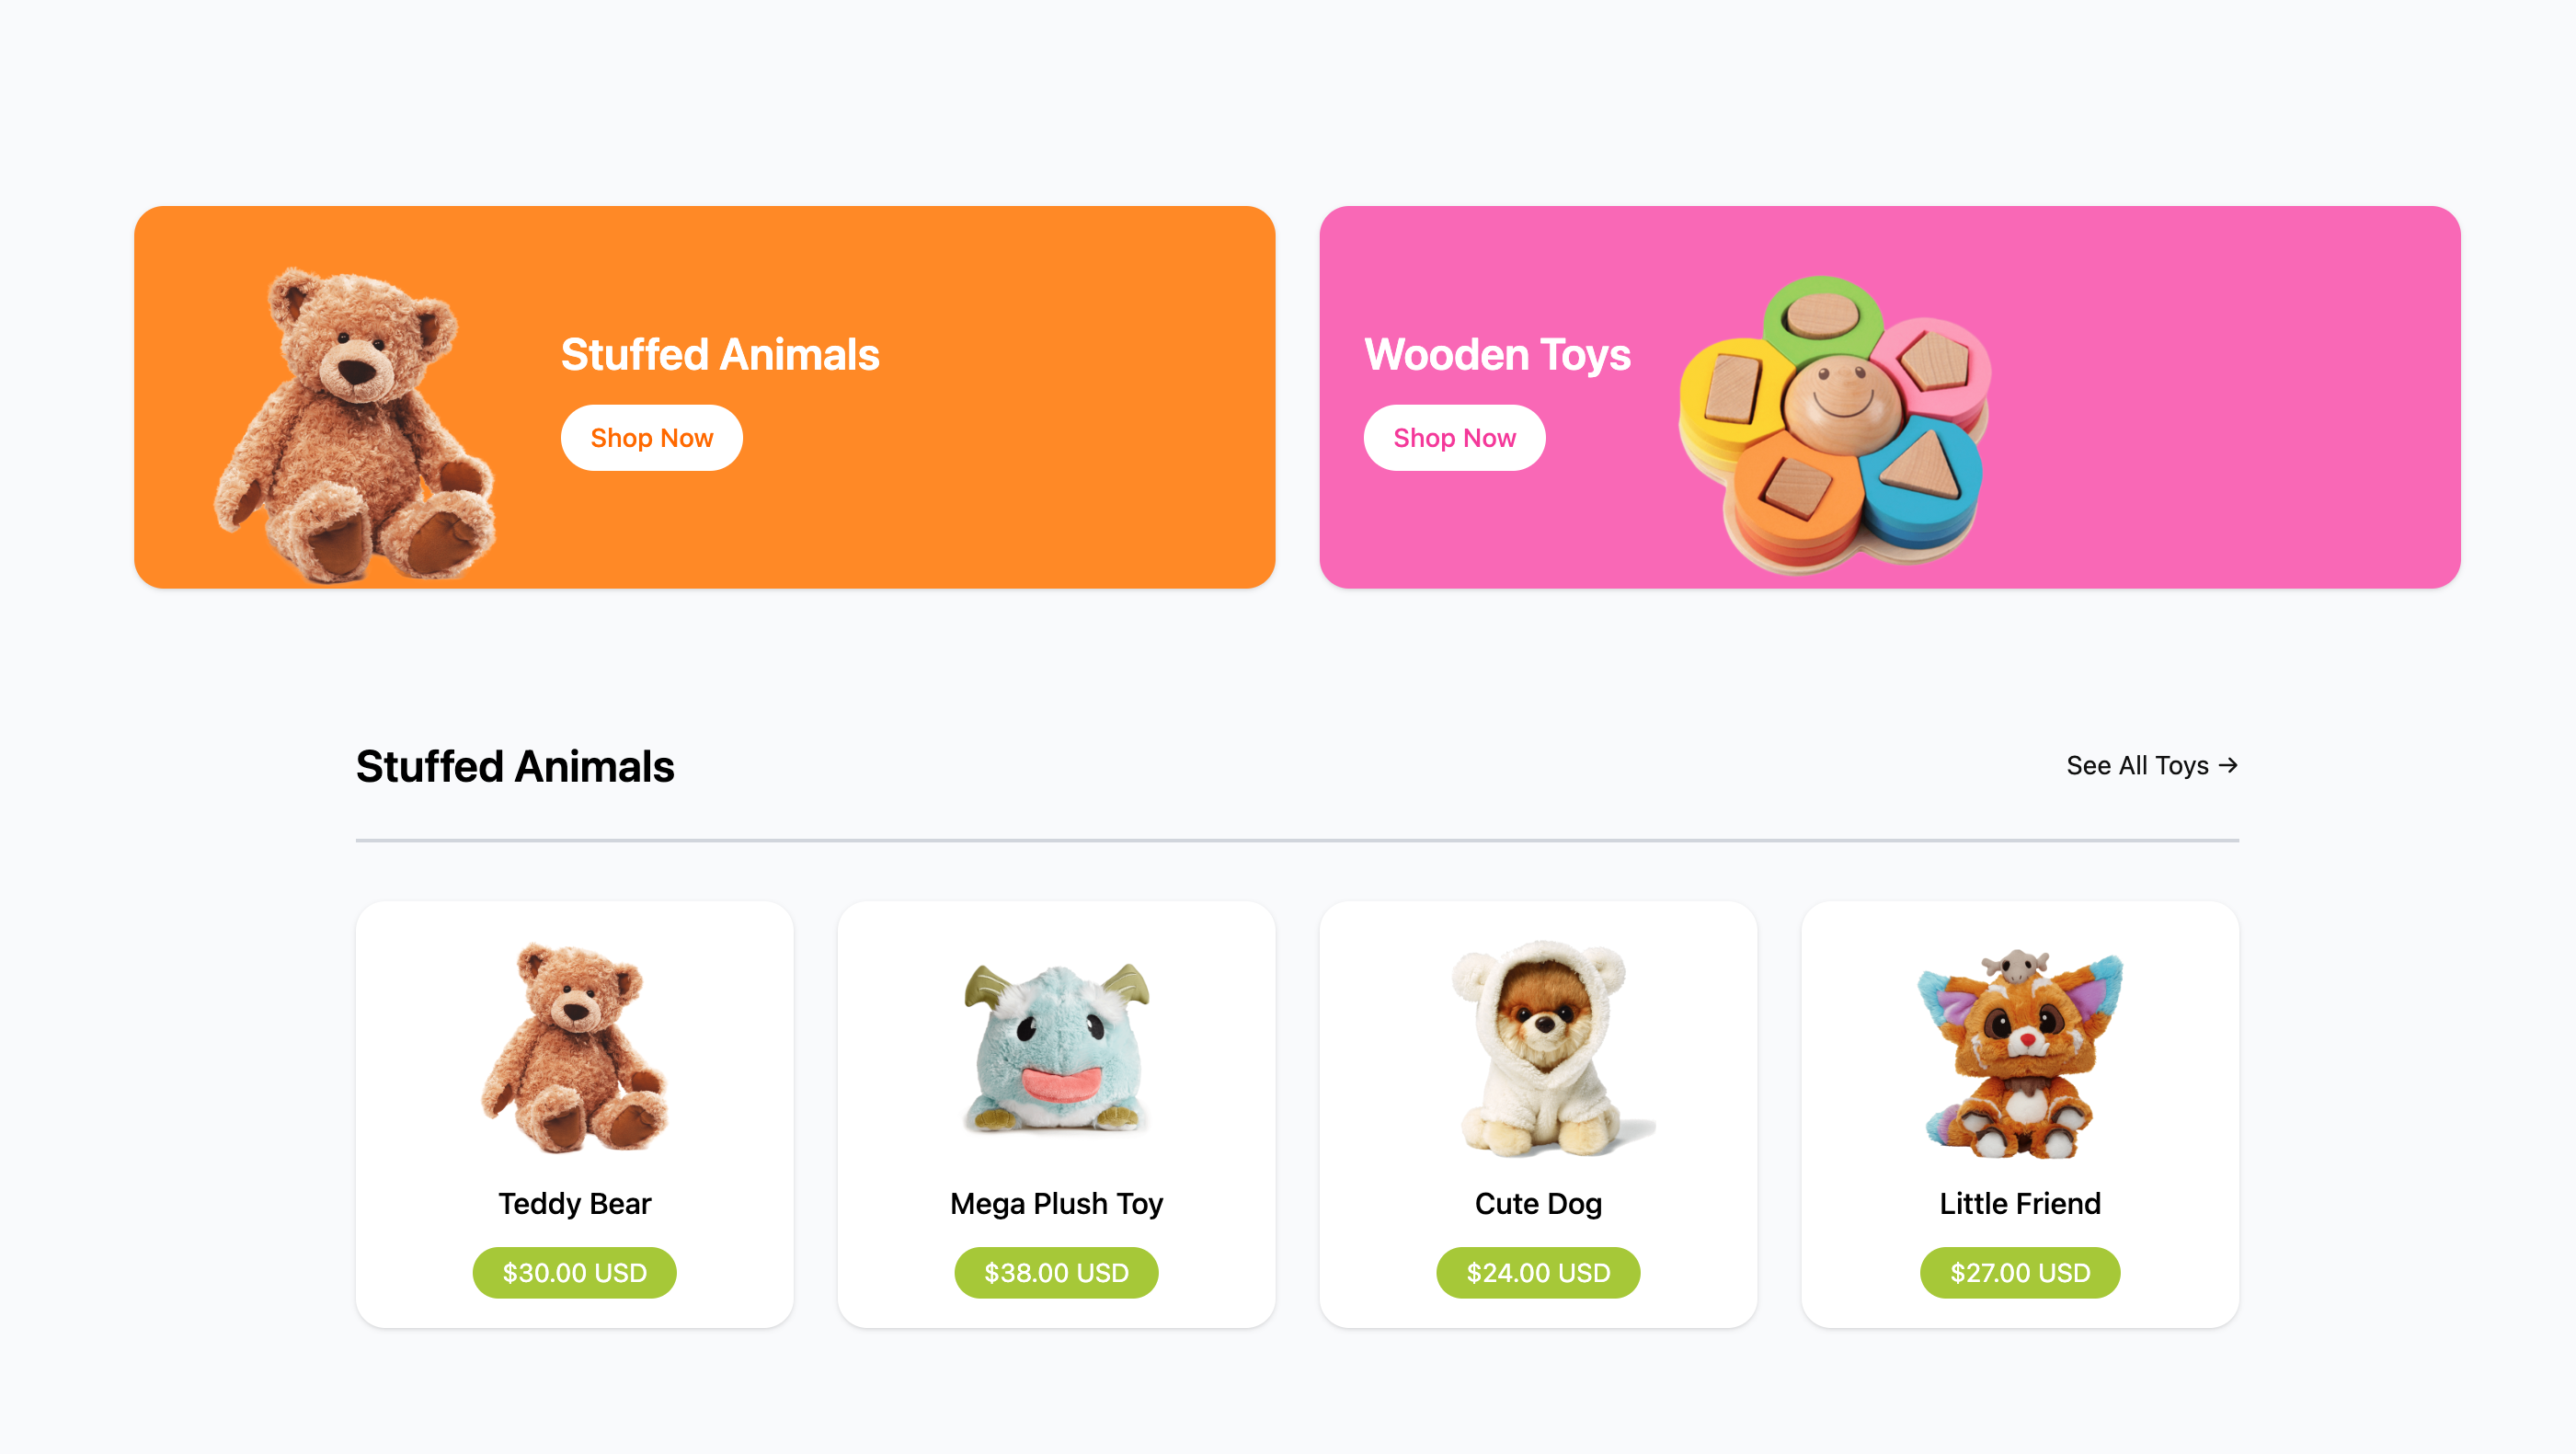 Stuffed Animals
Shop Now
Wooden Toys
Shop Now
Stuffed Animals
See All Toys →
Teddy Bear
$30.00 USD
Mega Plush Toy
$38.00 USD
Cute Dog
$24.00 USD
Little Friend
$27.00 USD